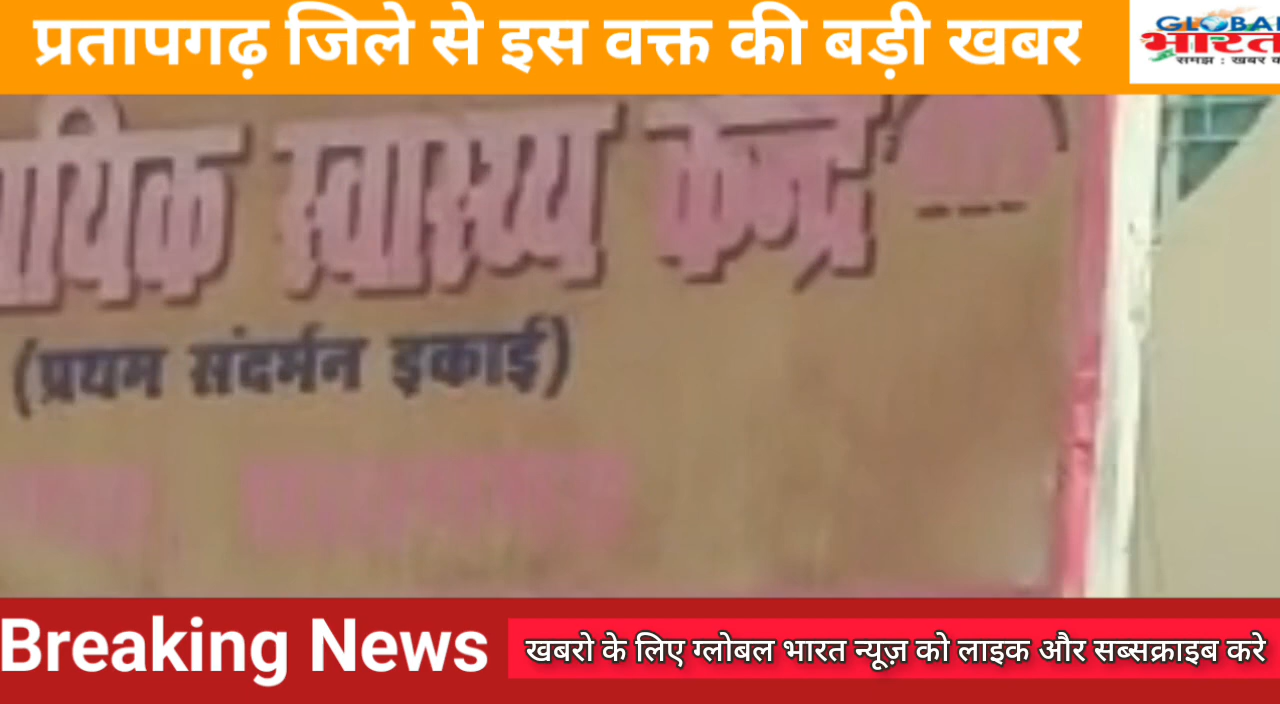 प्रतापगढ़ जिले से इस वक्त की बड़ी खबर
GLOBAL
भारत
समझ : खबर क
स्वास्थ्य केन्द्र
(प्रथम संदर्मन इकाई)
Breaking News
खबरो के लिए ग्लोबल भारत न्यूज़ को लाइक और सब्सक्राइब करे